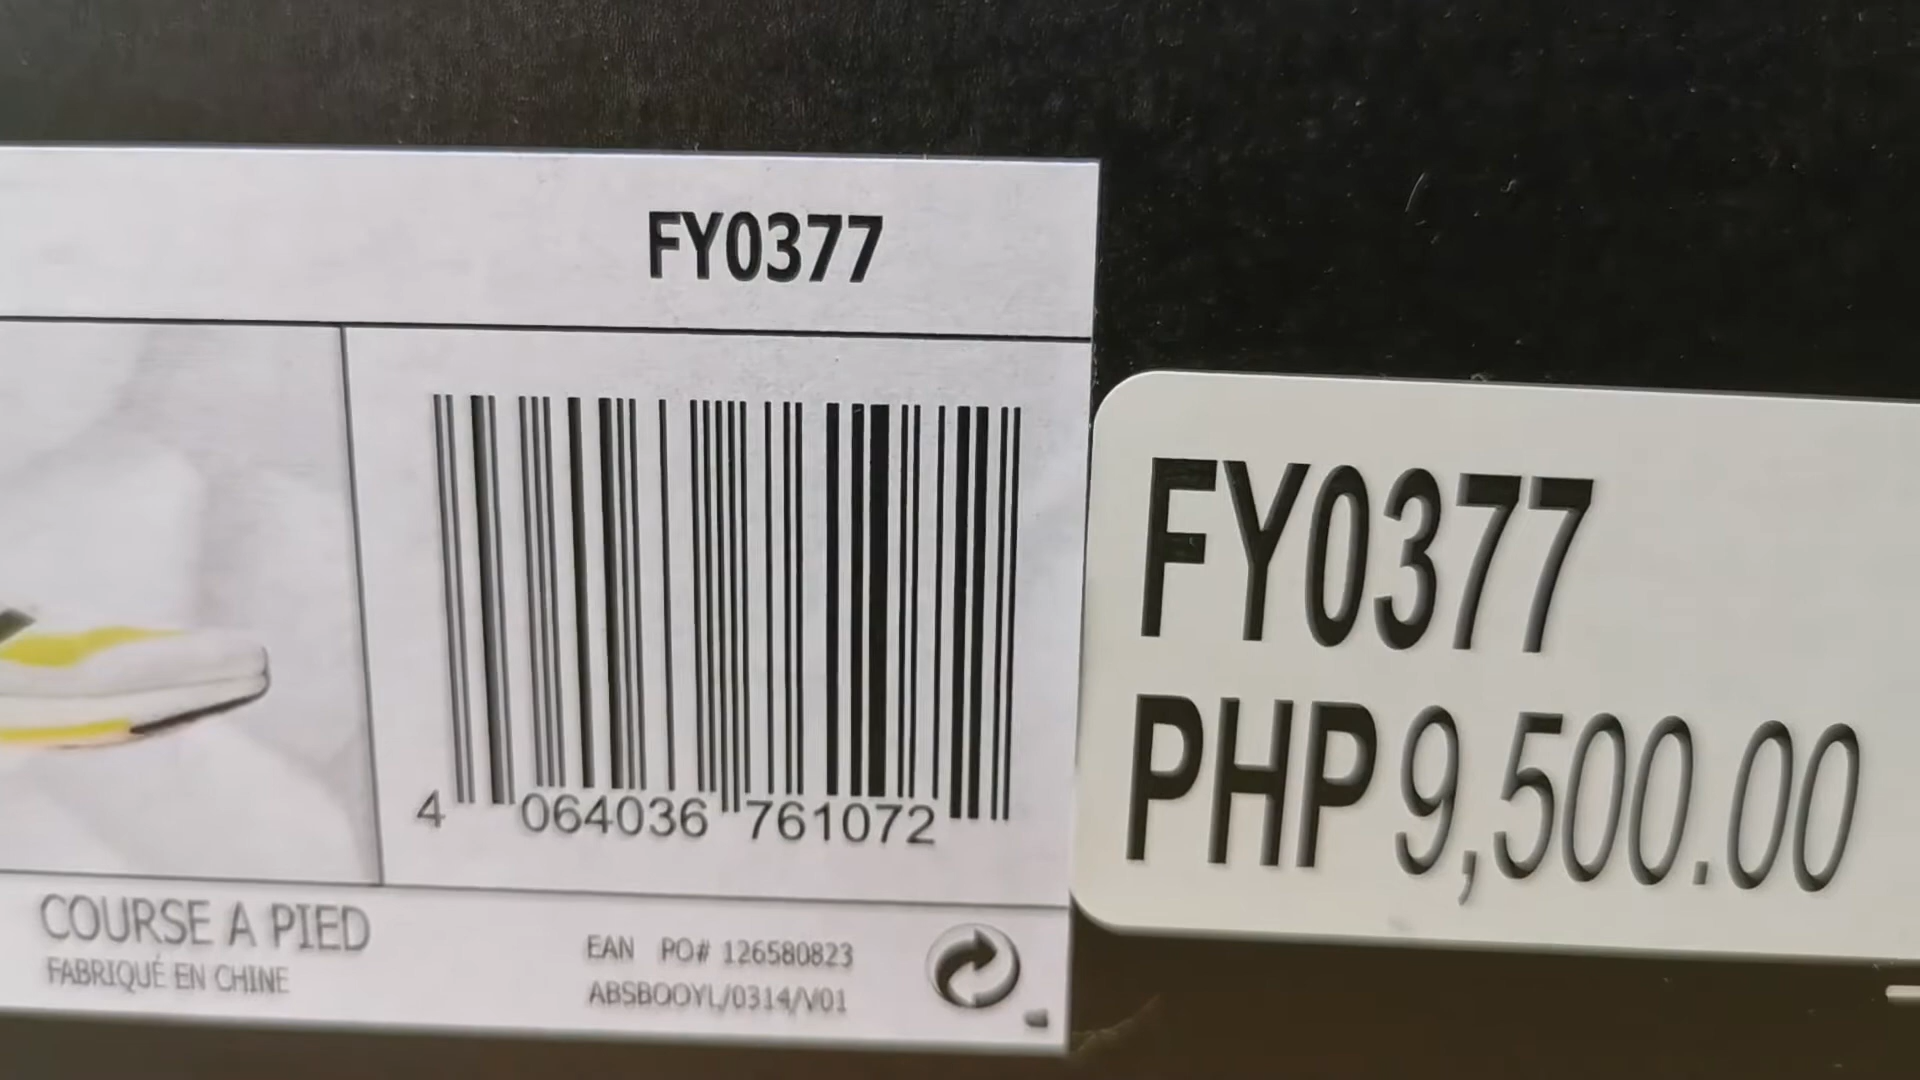 FY0377
4 064036 761072
COURSE A PIED
FABRIQUÉ EN CHINE
EAN PO# 126580823
ABSBOOYL/0314/V01
FY0377
PHP 9,500.00